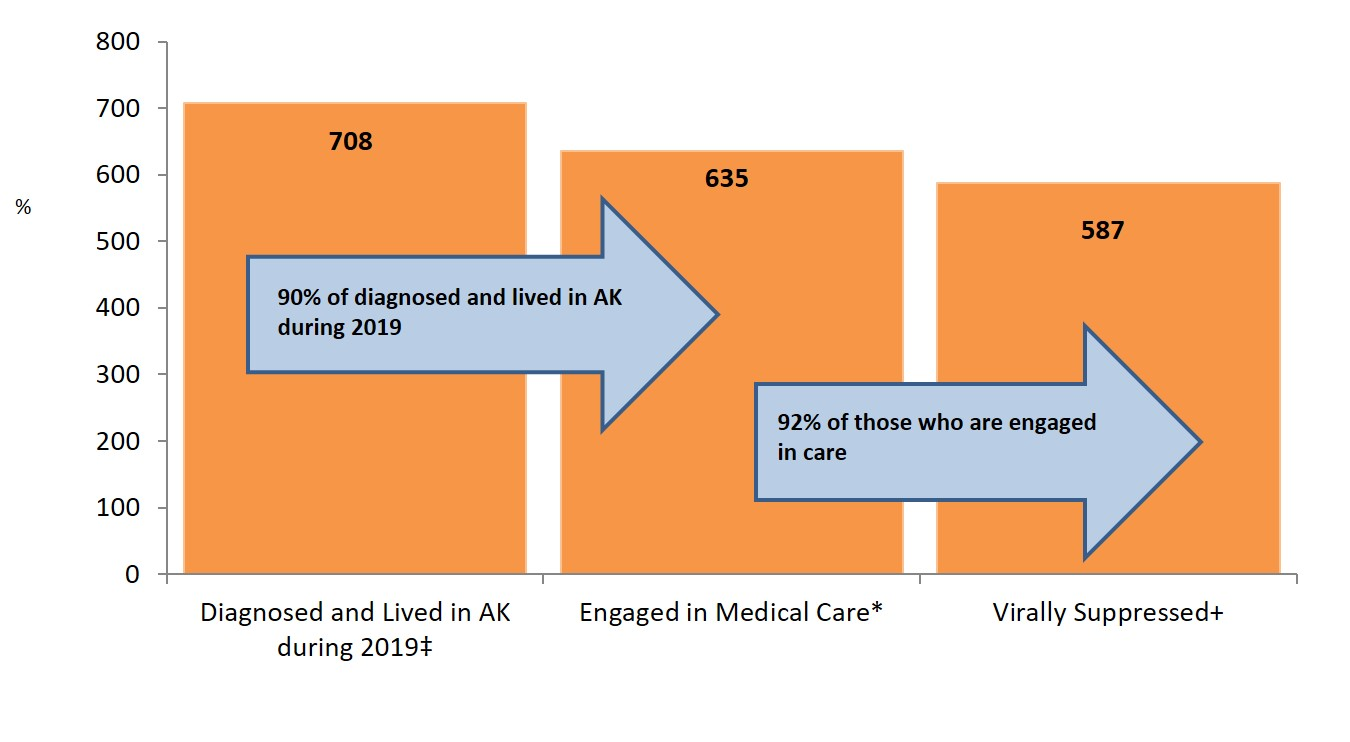 800
700
600
500
400
300
200
100
0
%
708
635
587
90% of diagnosed and lived in AK
during 2019
92% of those who are engaged
in care
Diagnosed and Lived in AK
during 2019‡
Engaged in Medical Care*
Virally Suppressed+